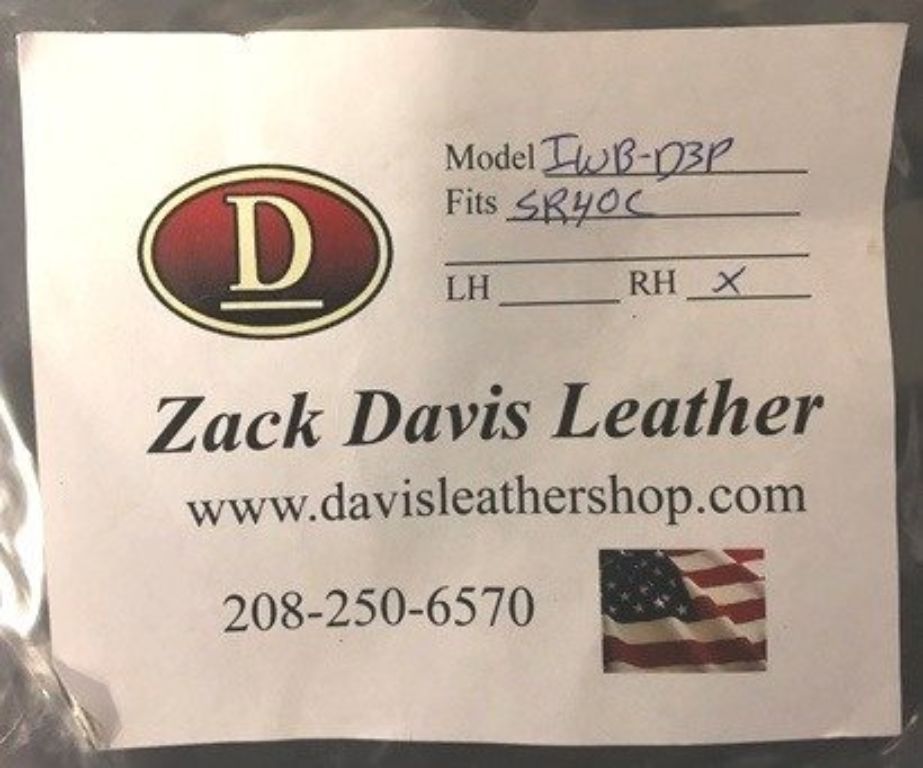 Model IWB-D3P
Fits SR40C
LH RH X
D
Zack Davis Leather
www.davisleathershop.com
208-250-6570